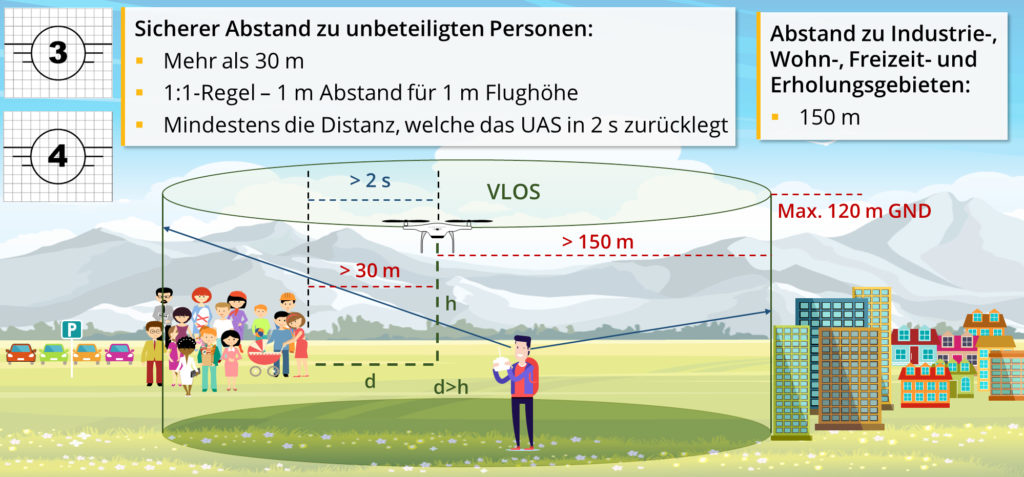 3
4
Sicherer Abstand zu unbeteiligten Personen:
Mehr als 30 m
1:1-Regel – 1 m Abstand für 1 m Flughöhe
Mindestens die Distanz, welche das UAS in 2 s zurücklegt
Abstand zu Industrie-,
Wohn-, Freizeit- und
Erholungsgebieten:
150 m
> 2 s
VLOS
Max. 120 m GND
> 150 m
> 30 m
h
P
d
d>h